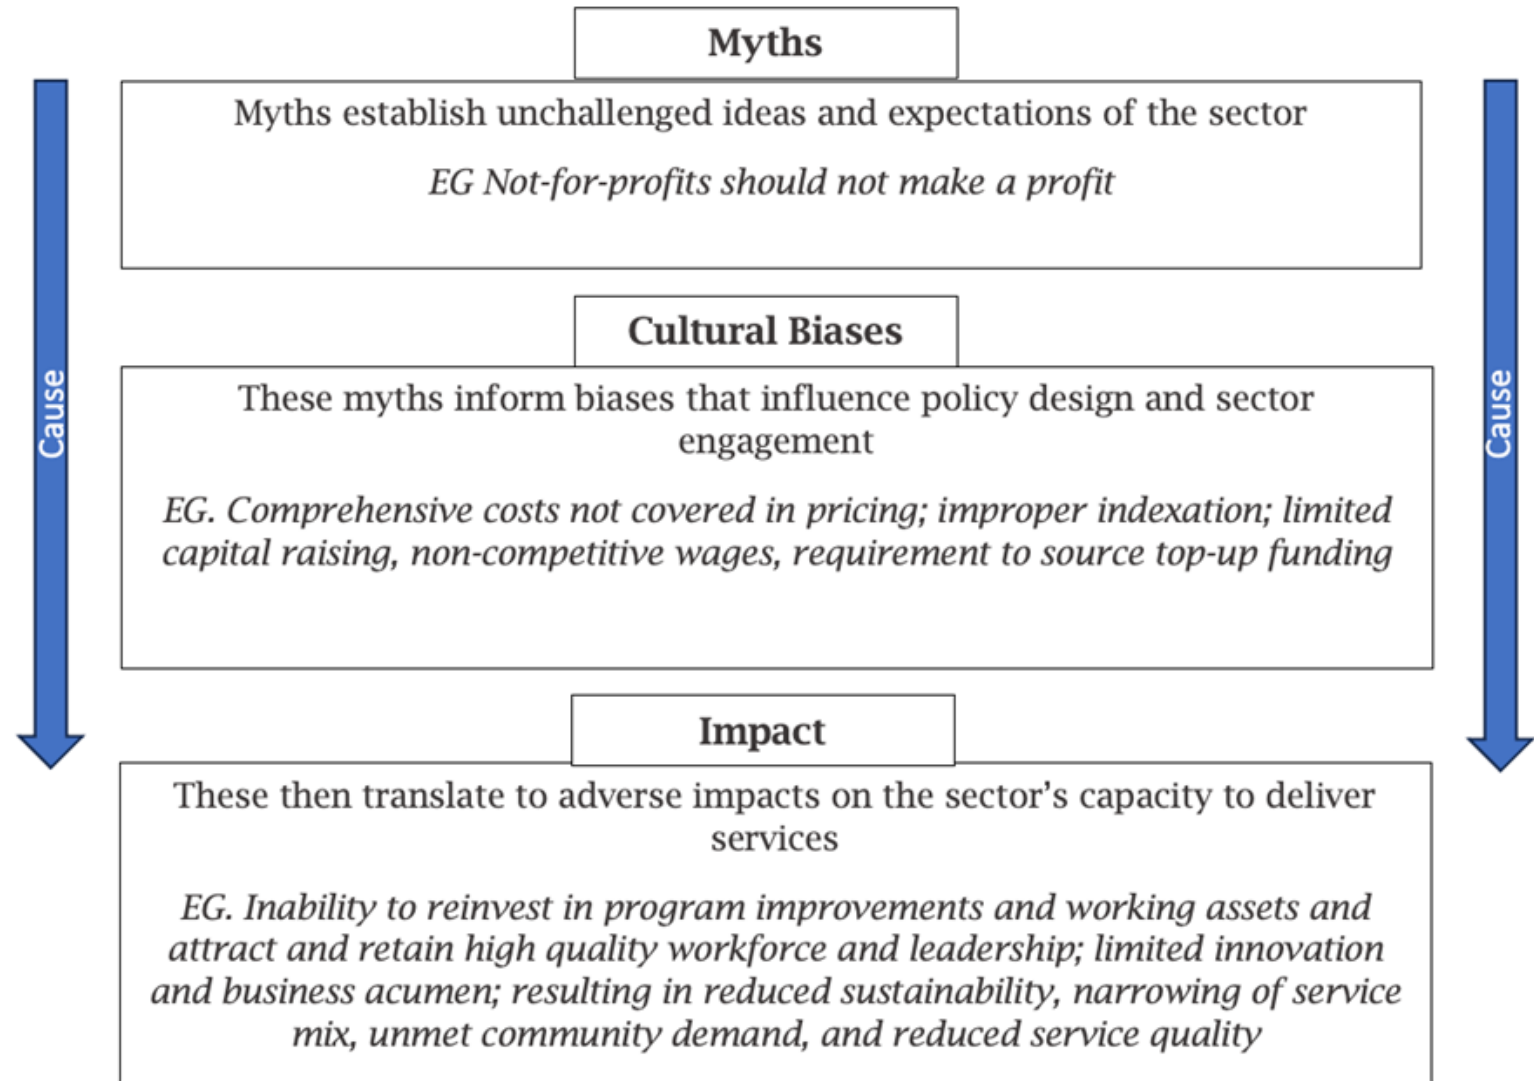 Myths
Myths establish unchallenged ideas and expectations of the sector
EG Not-for-profits should not make a profit
Cultural Biases
These myths inform biases that influence policy design and sector
engagement
EG. Comprehensive costs not covered in pricing; improper indexation; limited
capital raising, non-competitive wages, requirement to source top-up funding
Cause
Cause
Impact
These then translate to adverse impacts on the sector’s capacity to deliver
services
EG. Inability to reinvest in program improvements and working assets and
attract and retain high quality workforce and leadership; limited innovation
and business acumen; resulting in reduced sustainability, narrowing of service
mix, unmet community demand, and reduced service quality